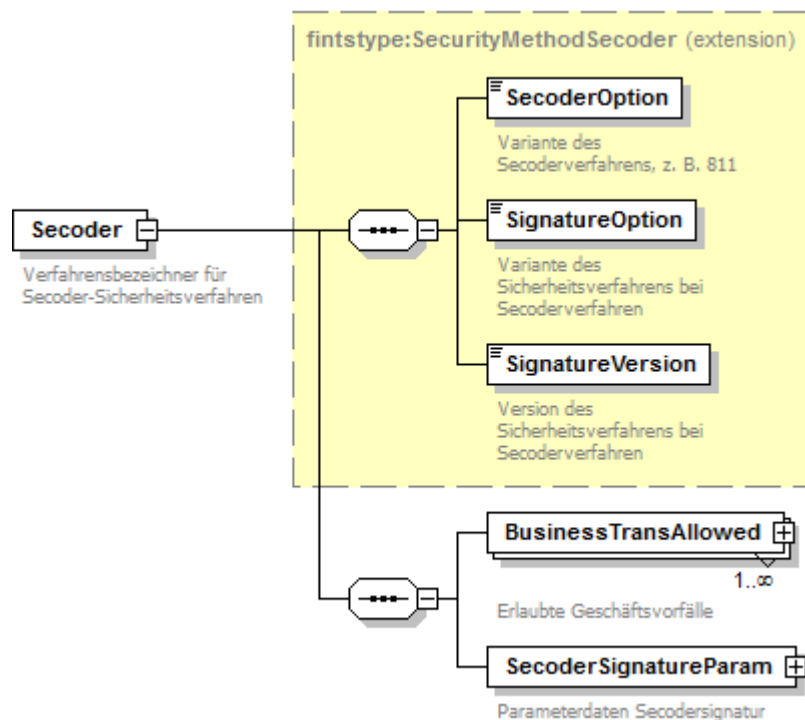 fintstype:SecurityMethodSecoder (extension)
SecoderOption
Variante des
Secoderverfahrens, z. B. 811
Secoder
Verfahrensbezeichner für
Secoder-Sicherheitsverfahren
SignatureOption
Variante des
Sicherheitsverfahrens bei
Secoderverfahren
SignatureVersion
Version des
Sicherheitsverfahrens bei
Secoderverfahren
BusinessTransAllowed
1..∞
Erlaubte Geschäftsvorfälle
SecoderSignatureParam
Parameterdaten Secodersignatur